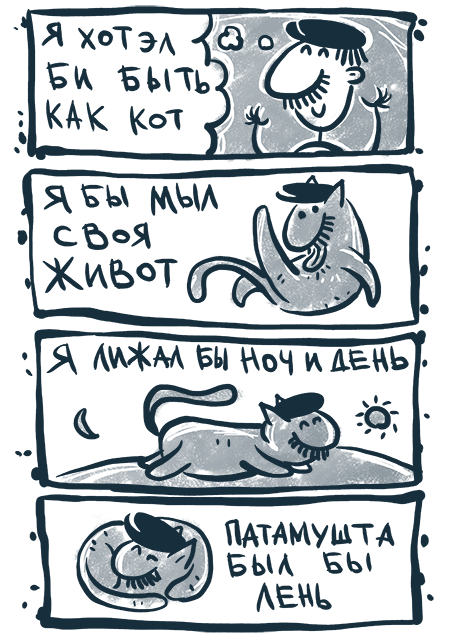 Я ХОТЭЛ
БИ БЫТЬ
КАК КОТ
Я БЫ МЫЛ
СВОЯ
ЖИВОТ
Я ЛИЖАЛ БЫ НОЧ И ДЕНЬ
ПАТАМУШТА
БЫЛ БЫ
ЛЕНЬ